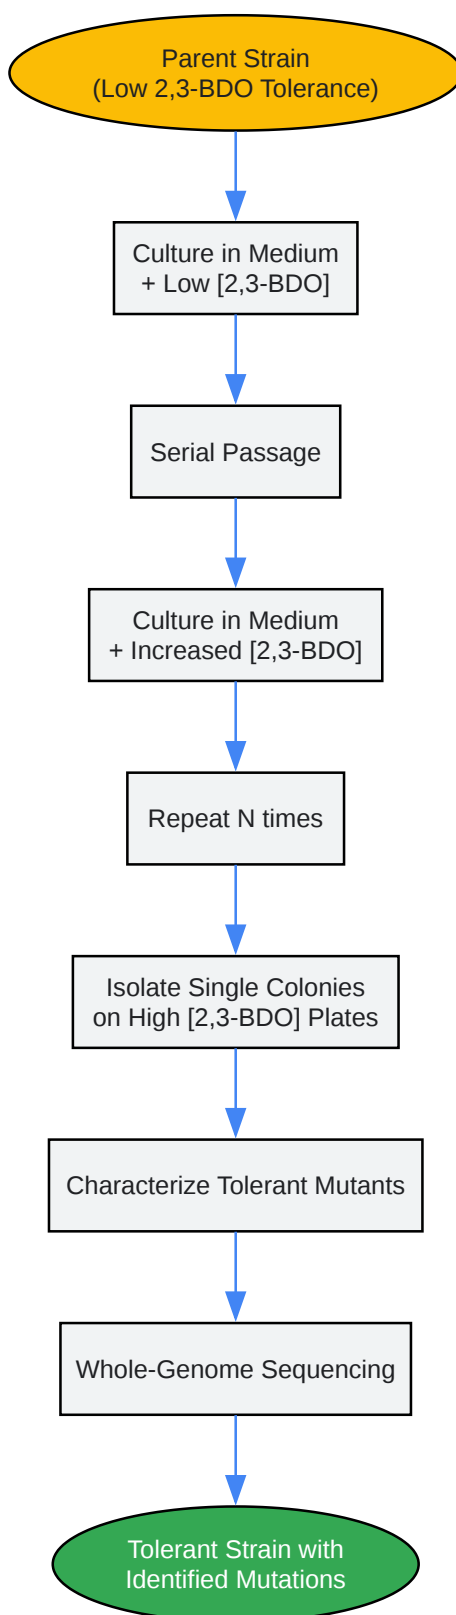 Parent Strain
(Low 2,3-BDO Tolerance)
Culture in Medium
+ Low [2,3-BDO]
Serial Passage
Culture in Medium
+ Increased [2,3-BDO]
Repeat N times
Isolate Single Colonies
on High [2,3-BDO] Plates
Characterize Tolerant Mutants
Whole-Genome Sequencing
Tolerant Strain with
Identified Mutations